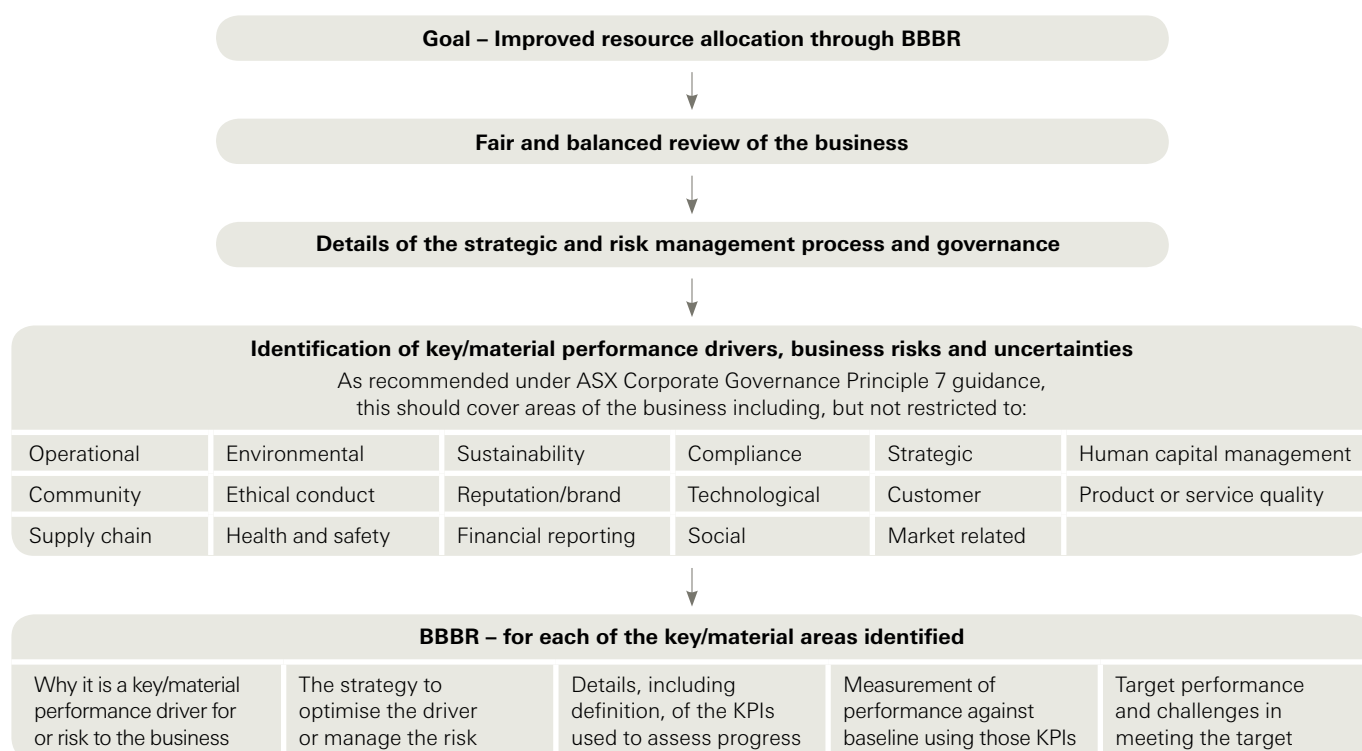 Goal – Improved resource allocation through BBBR
Fair and balanced review of the business
Details of the strategic and risk management process and governance
Identification of key/material performance drivers, business risks and uncertainties
As recommended under ASX Corporate Governance Principle 7 guidance,
this should cover areas of the business including, but not restricted to:
Operational
Environmental
Sustainability
Compliance
Strategic
Human capital management
Community
Ethical conduct
Reputation/brand
Technological
Customer
Product or service quality
Supply chain
Health and safety
Financial reporting
Social
Market related
BBBR – for each of the key/material areas identified
Why it is a key/material
performance driver for
or risk to the business
The strategy to
optimise the driver
or manage the risk
Details, including
definition, of the KPIs
used to assess progress
Measurement of
performance against
baseline using those KPIs
Target performance
and challenges in
meeting the target